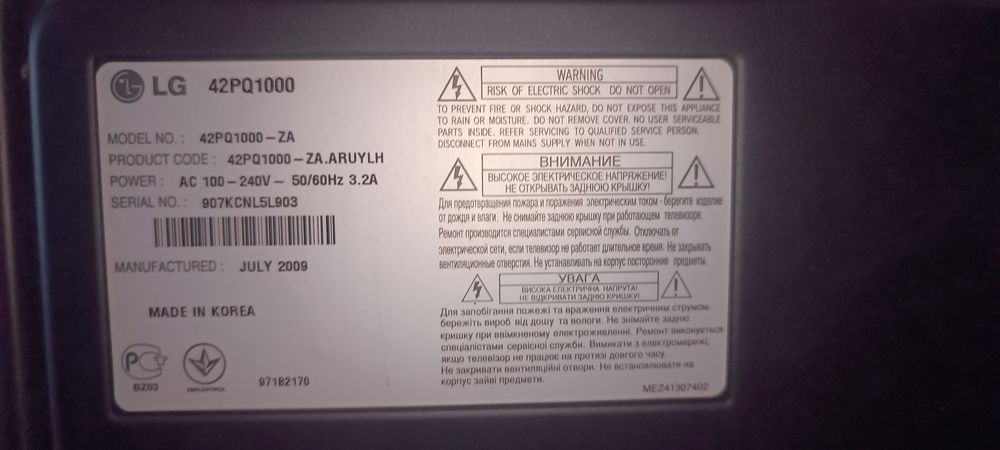 LG 42PQ1000
MODEL NO. : 42PQ1000-ZA
PRODUCT CODE : 42PQ1000-ZA.ARUYLH
POWER : AC 100-240V~ 50/60Hz 3.2A
SERIAL NO. : 907KCNL5L903
MANUFACTURED : JULY 2009
MADE IN KOREA
PG
BZ03
97182170
WARNING
RISK OF ELECTRIC SHOCK DO NOT OPEN
TO PREVENT FIRE OR SHOCK HAZARD, DO NOT EXPOSE THIS APPLIANCE
TO RAIN OR MOISTURE. DO NOT REMOVE COVER. NO USER SERVICEABLE
PARTS INSIDE. REFER SERVICING TO QUALIFIED SERVICE PERSON.
DISCONNECT FROM MAINS SUPPLY WHEN NOT IN USE.
ВНИМАНИЕ
ВЫСОКОЕ ЭЛЕКТРИЧЕСКОЕ НАПРЯЖЕНИЕ!
НЕ ОТКРЫВАТЬ ЗАДНЮЮ КРЫШКУ!
Для предотвращения пожара и поражения электрическим током - берегите изделие
от дождя и влаги. Не снимайте заднюю крышку при работающем телевизоре.
Ремонт производится специалистами сервисной службы. Отключать от
электрической сети, если телевизор не работает длительное время. Не закрывать
вентиляционные отверстия. Не устанавливать на корпус посторонние предметы.
УВАГА
ВИСОКА ЕЛЕКТРИЧНА НАПРУГА!
НЕ ВІДКРИВАТИ ЗАДНЮ КРИШКУ!
Для запобігання пожежі та враження електричним струмом.
бережіть виріб від дощу та вологи. Не знімайте задню
кришку при ввімкненому електроживленні. Ремонт виконується
спеціалістами сервісної служби. Вимикати з електромережі,
якщо телевізор не працює на протязі довгого часу.
Не закривати вентиляційні отвори. Не встановлювати на
корпус зайві предмети.
MEZ41307402